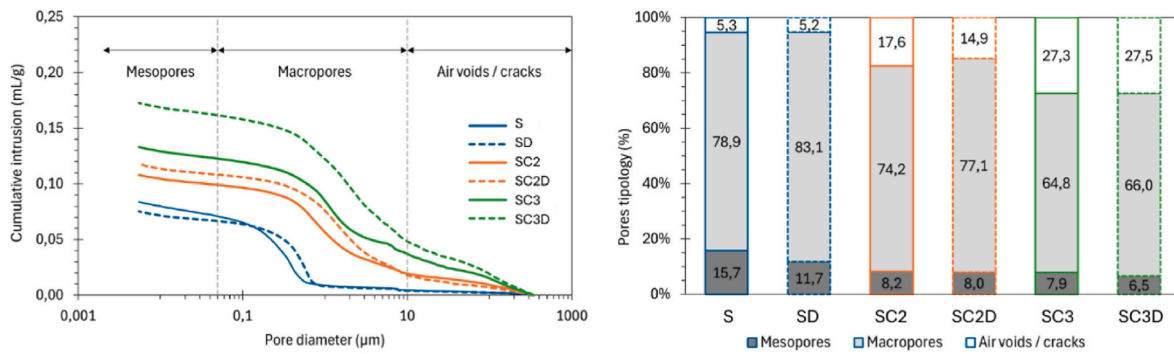 Cumulative intrusion (mL/g)
0,25
0,20
0,15
0,10
0,05
0,00
Mesopores
Macropores
Air voids / cracks
S
SD
SC2
SC2D
SC3
SC3D
0,001
0,1
10
1000
Pore diameter (µm)
Pores tipology (%)
100%
80%
60%
40%
20%
0%
5,3
5,2
17,6
14,9
27,3
27,5
78,9
83,1
74,2
77,1
64,8
66,0
15,7
11,7
8,2
8,0
7,9
6,5
S
SD
SC2
SC2D
SC3
SC3D
Mesopores
Macropores
Air voids / cracks